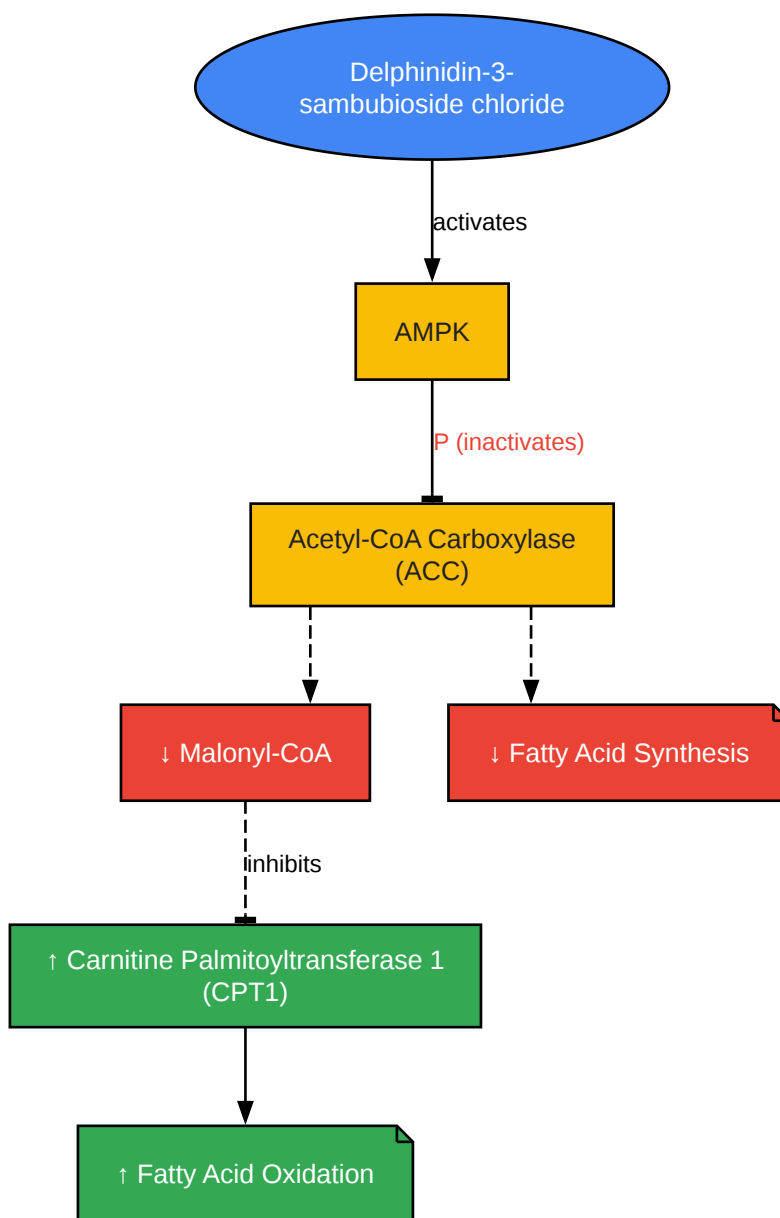 Delphinidin-3-
sambubioside chloride
activates
AMPK
P (inactivates)
Acetyl-CoA Carboxylase
(ACC)
↓ Malonyl-CoA
↓ Fatty Acid Synthesis
inhibits
↑ Carnitine Palmitoyltransferase 1
(CPT1)
↑ Fatty Acid Oxidation